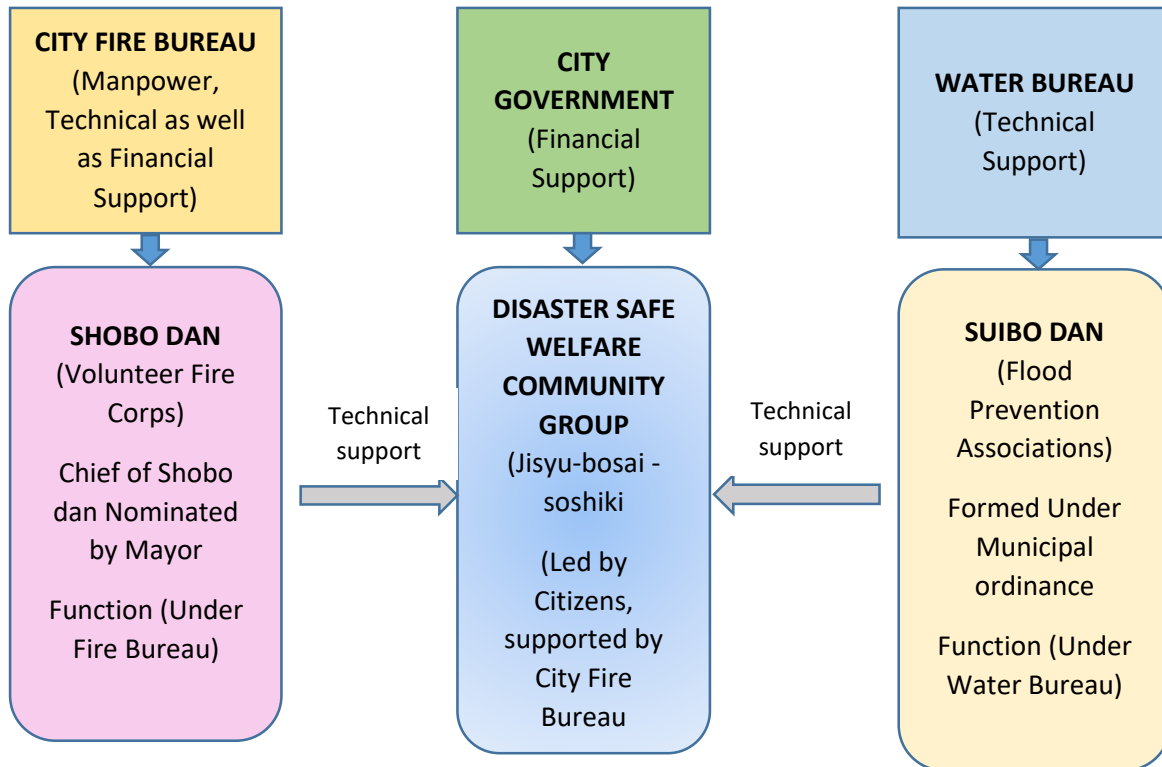 CITY FIRE BUREAU
(Manpower,
Technical as well
as Financial
Support)
CITY
GOVERNMENT
(Financial
Support)
WATER BUREAU
(Technical
Support)
SHOBO DAN
(Volunteer Fire
Corps)
Chief of Shobo
dan Nominated
by Mayor
Function (Under
Fire Bureau)
Technical
support
DISASTER SAFE
WELFARE
COMMUNITY
GROUP
(Jisyu-bosai -
soshiki
(Led by
Citizens,
supported by
City Fire
Bureau
Technical
support
SUIBO DAN
(Flood
Prevention
Associations)
Formed Under
Municipal
ordinance
Function (Under
Water Bureau)